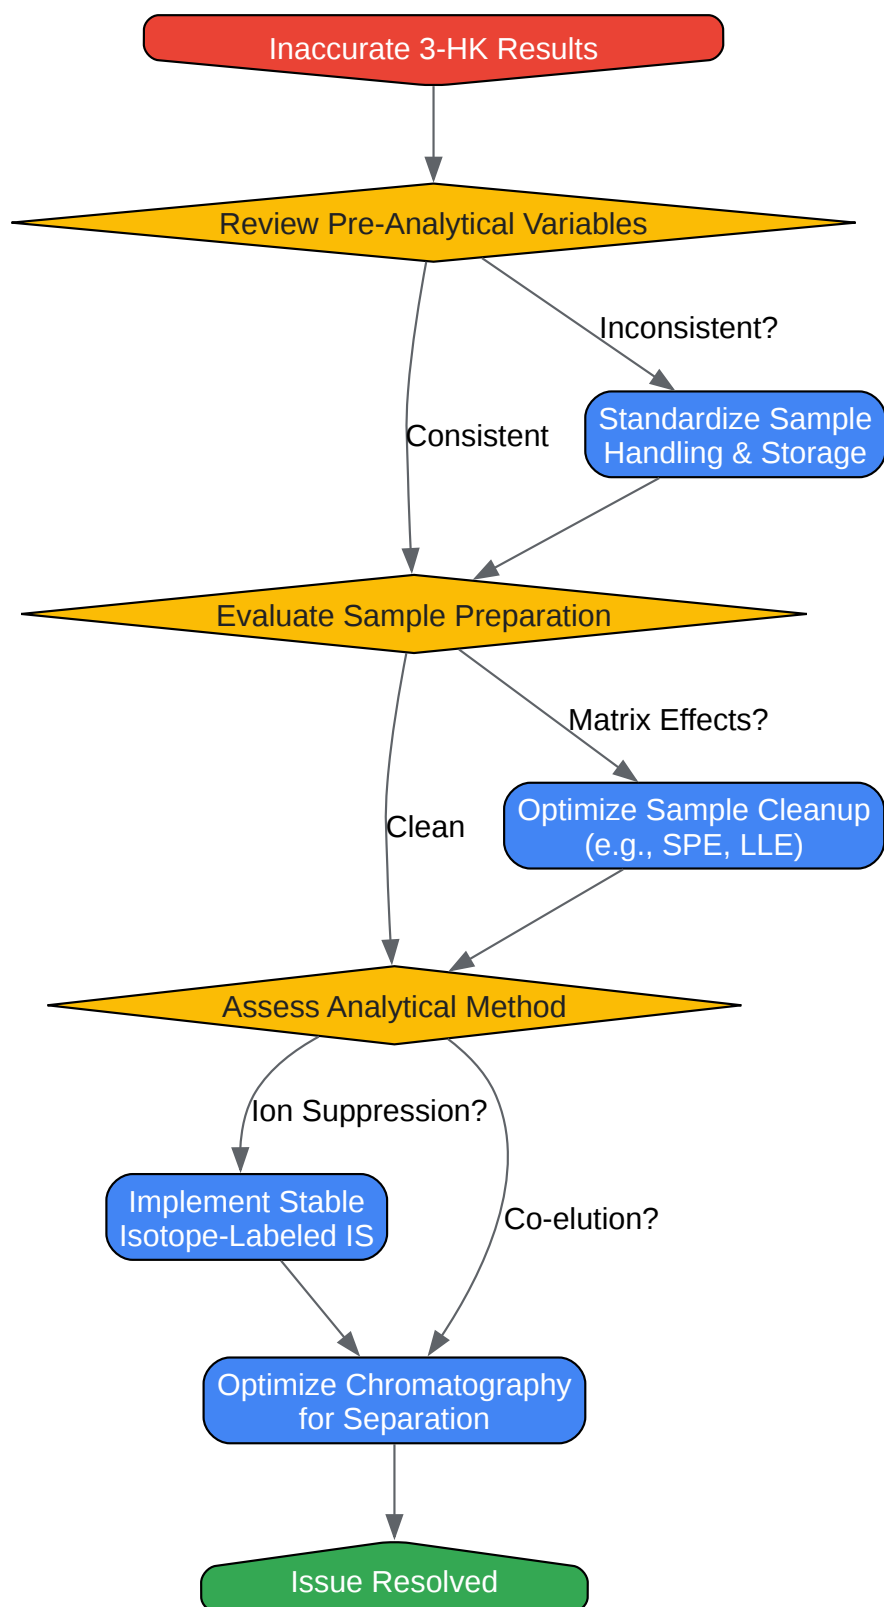 Inaccurate 3-HK Results
Review Pre-Analytical Variables
Inconsistent?
Standardize Sample
Handling & Storage
Consistent
Evaluate Sample Preparation
Matrix Effects?
Optimize Sample Cleanup
(e.g., SPE, LLE)
Clean
Assess Analytical Method
Ion Suppression?
Implement Stable
Isotope-Labeled IS
Co-elution?
Optimize Chromatography
for Separation
Issue Resolved